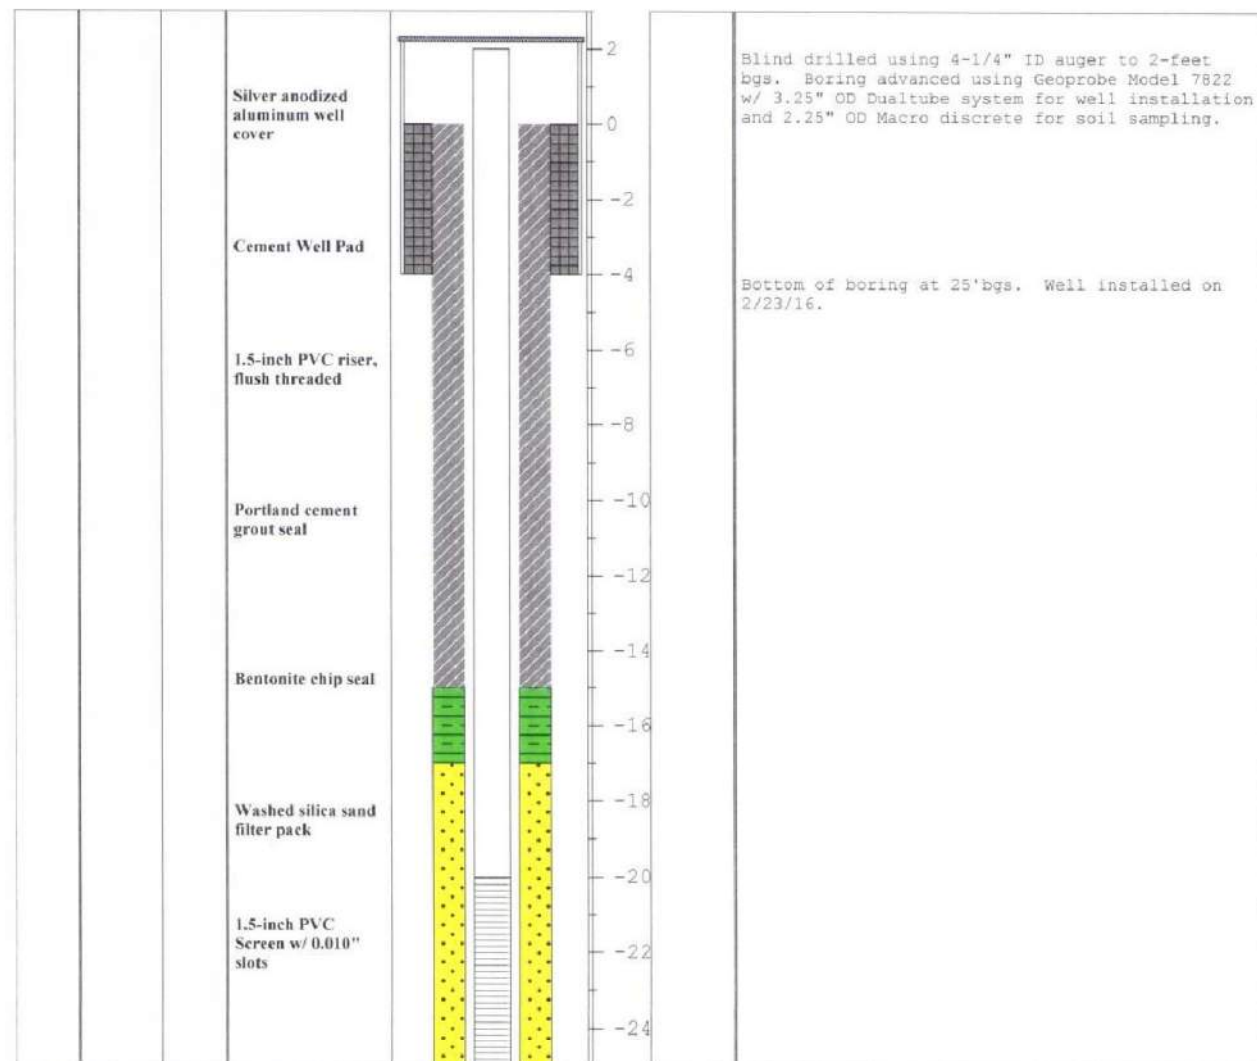 Silver anodized
aluminum well
cover
Cement Well Pad
1.5-inch PVC riser,
flush threaded
Portland cement
grout seal
Bentonite chip seal
Washed silica sand
filter pack
1.5-inch PVC
Screen w/ 0.010"
slots
2
0
-2
-4
-6
-8
-10
-12
-14
-16
-18
-20
-22
-24
Blind drilled using 4-1/4" ID auger to 2-feet
bgs. Boring advanced using Geoprobe Model 7822
w/ 3.25" OD Dualtube system for well installation
and 2.25" OD Macro discrete for soil sampling.
Bottom of boring at 25'bgs. Well installed on
2/23/16.